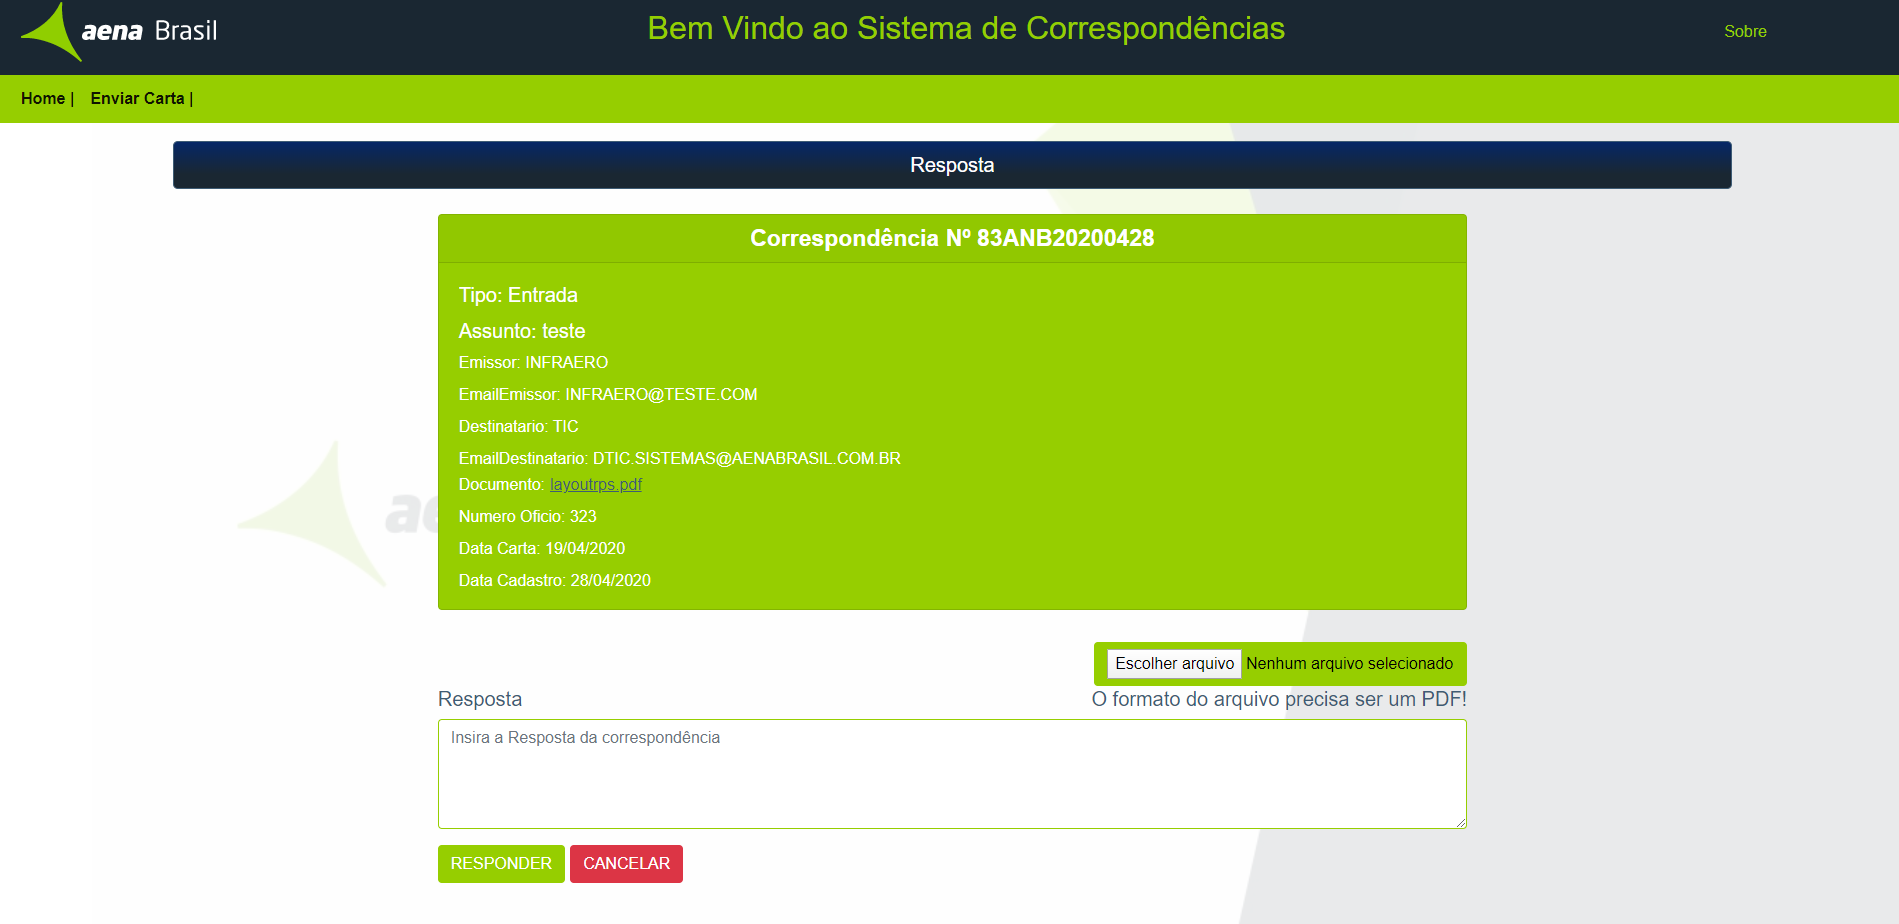 aena Brasil
Bem Vindo ao Sistema de Correspondências
Sobre
Home | Enviar Carta |
Resposta
Correspondência Nº 83ANB20200428
Tipo: Entrada
Assunto: teste
Emissor: INFRAERO
EmailEmissor: INFRAERO@TESTE.COM
Destinatario: TIC
EmailDestinatario: DTIC.SISTEMAS@AENABRASIL.COM.BR
Documento: layoutrps.pdf
Numero Oficio: 323
Data Carta: 19/04/2020
Data Cadastro: 28/04/2020
Escolher arquivo Nenhum arquivo selecionado
Resposta
O formato do arquivo precisa ser um PDF!
Insira a Resposta da correspondência
RESPONDER CANCELAR